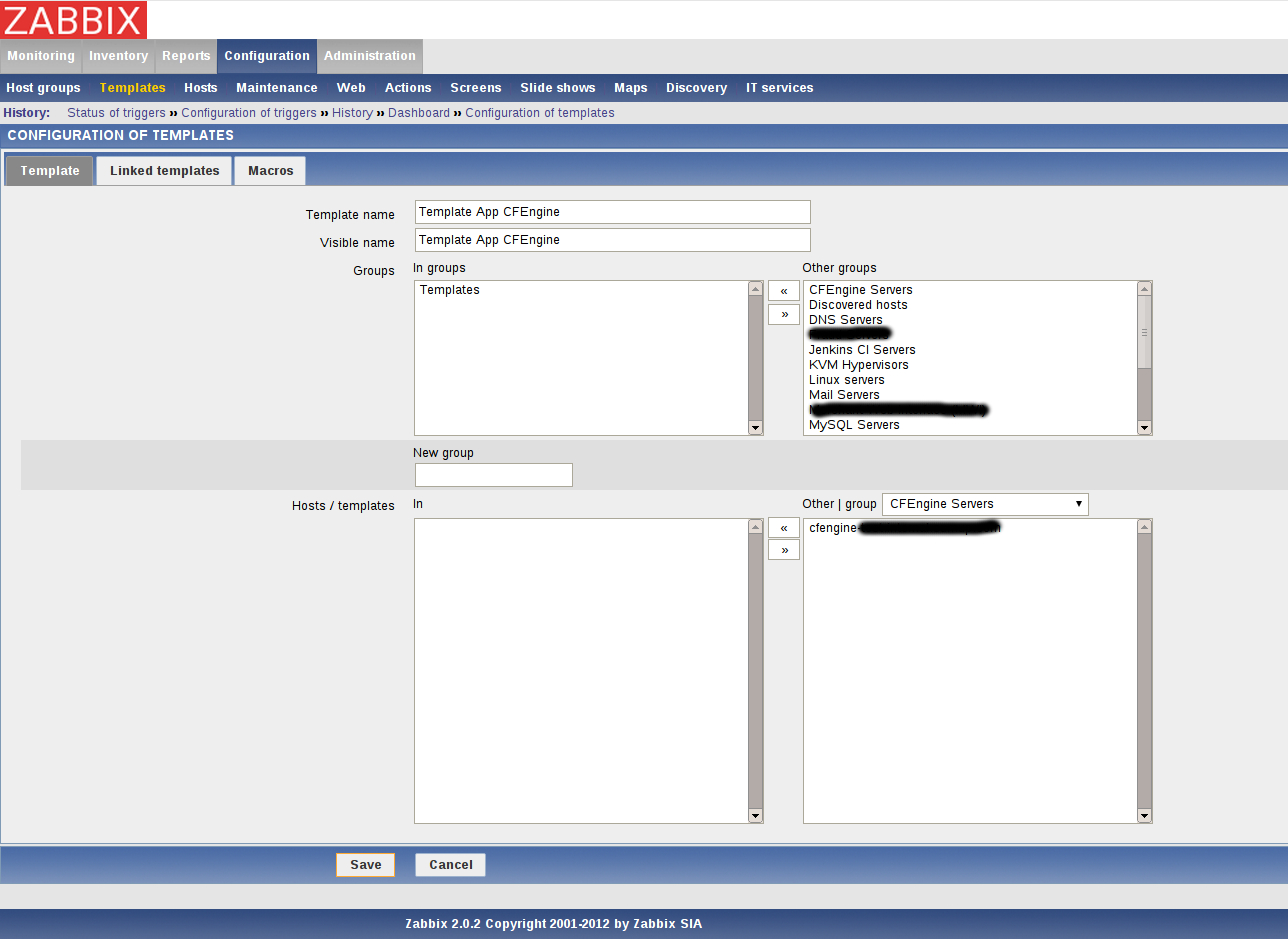 ZABBIX
Monitoring Inventory Reports Configuration Administration
Host groups Templates Hosts Maintenance Web Actions Screens Slide shows Maps Discovery IT services
History: Status of triggers » Configuration of triggers » History » Dashboard » Configuration of templates
CONFIGURATION OF TEMPLATES
Template Linked templates Macros
Template name Template App CFEngine
Visible name Template App CFEngine
Groups In groups Other groups
Templates « CFEngine Servers
Discovered hosts
» DNS Servers
Jenkins CI Servers
KVM Hypervisors
Linux servers
Mail Servers
MySQL Servers
New group
Hosts / templates In Other | group CFEngine Servers
« cfengine-
»
Save Cancel
Zabbix 2.0.2 Copyright 2001-2012 by Zabbix SIA